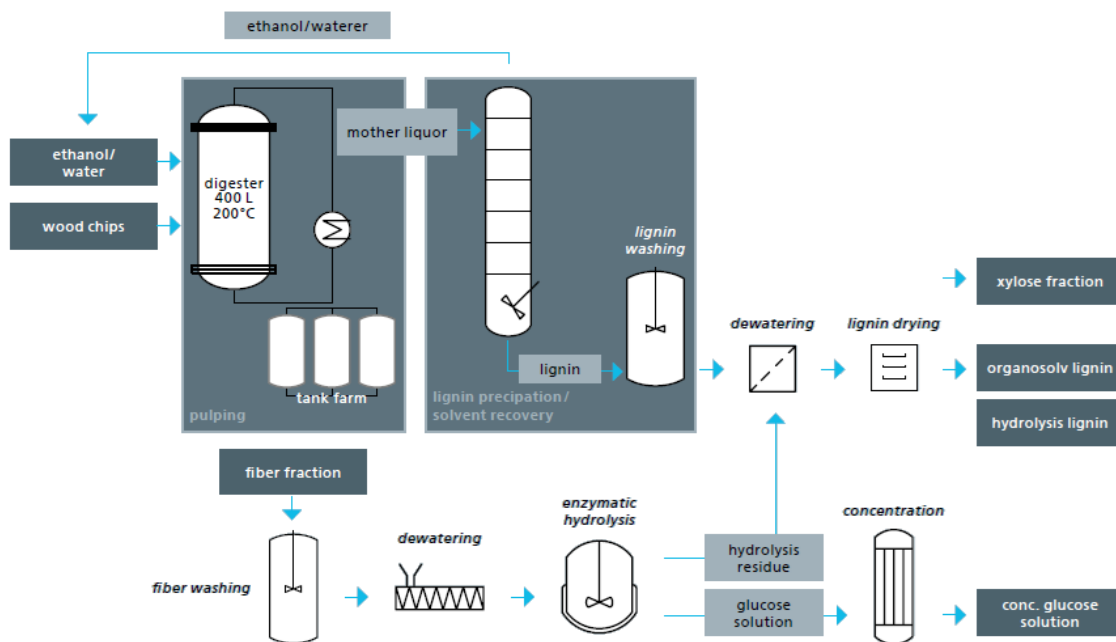 ethanol/waterer
mother liquor
ethanol/
water
digester
400 L
200°C
wood chips
lignin
washing
xylose fraction
dewatering
lignin drying
lignin
organosolv lignin
tank farm
pulping
lignin precipation/
solvent recovery
hydrolysis lignin
fiber fraction
enzymatic
hydrolysis
concentration
dewatering
hydrolysis
residue
fiber washing
glucose
solution
conc. glucose
solution